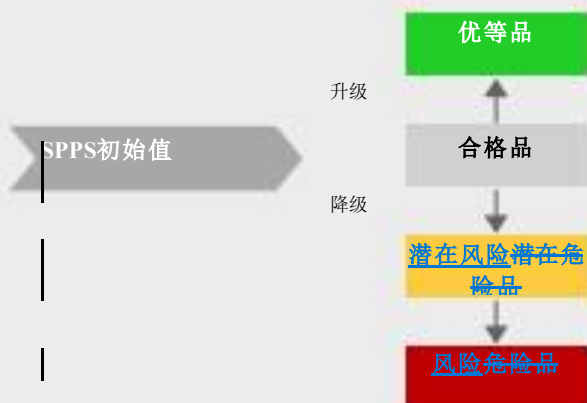 优等品
升级
SPPS初始值
合格品
降级
潜在风险潜在危
险品
风险危险品